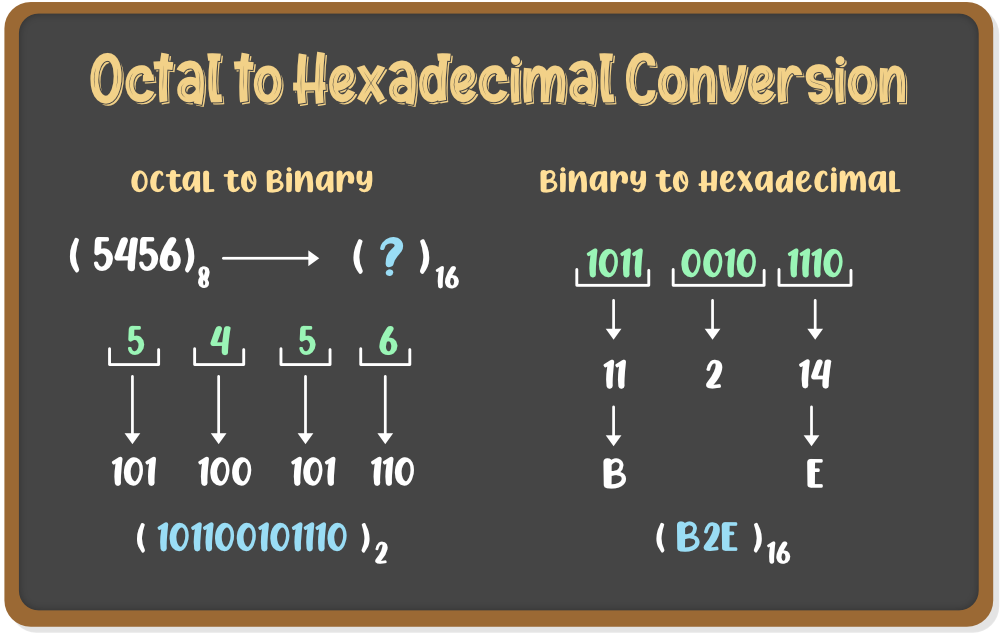 Octal to Hexadecimal Conversion
Octal to Binary
( 5456)8 ( ? )16
5 4 5 6
101 100 101 110
( 101100101110 )2
Binary to Hexadecimal
1011 0010 1110
11 2 14
B E
( B2E )16